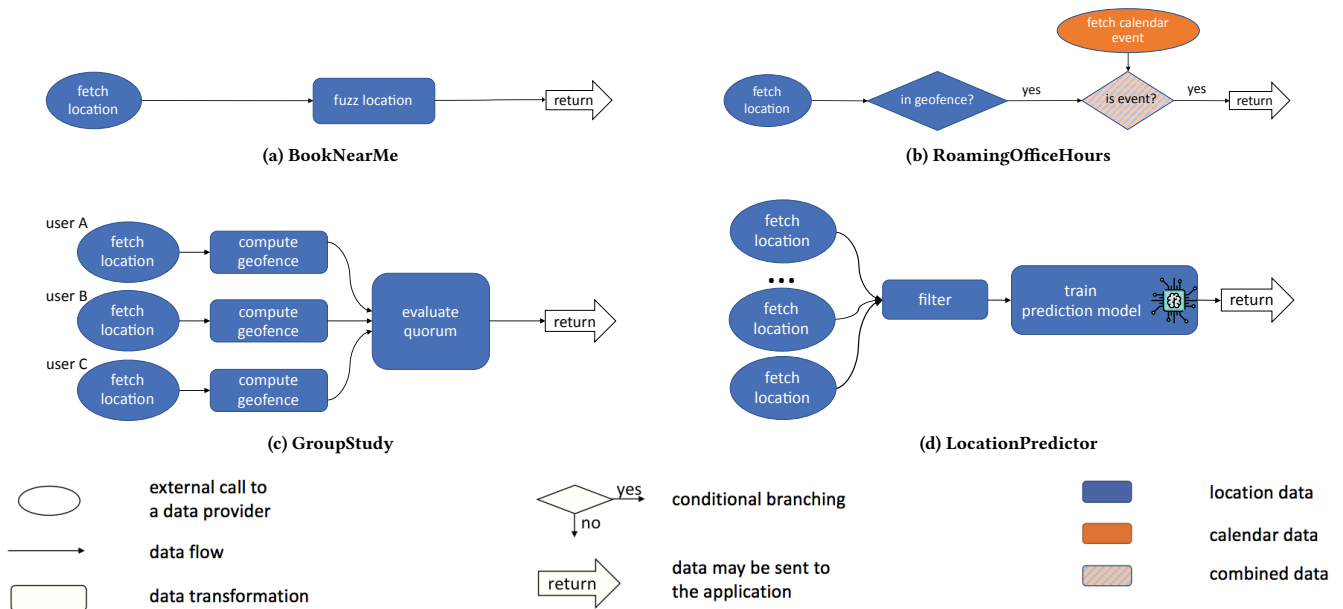 fetch
location
fuzz location
return
(a) BookNearMe
fetch calendar
event
fetch
location
in geofence?
yes
is event?
yes
return
(b) RoamingOfficeHours
user A
fetch
location
compute
geofence
user B
fetch
location
compute
geofence
user C
fetch
location
compute
geofence
evaluate
quorum
return
(c) GroupStudy
fetch
location
...
fetch
location
fetch
location
filter
train
prediction model
return
(d) LocationPredictor
external call to
a data provider
data flow
data transformation
yes
no
conditional branching
return
data may be sent to
the application
location data
calendar data
combined data